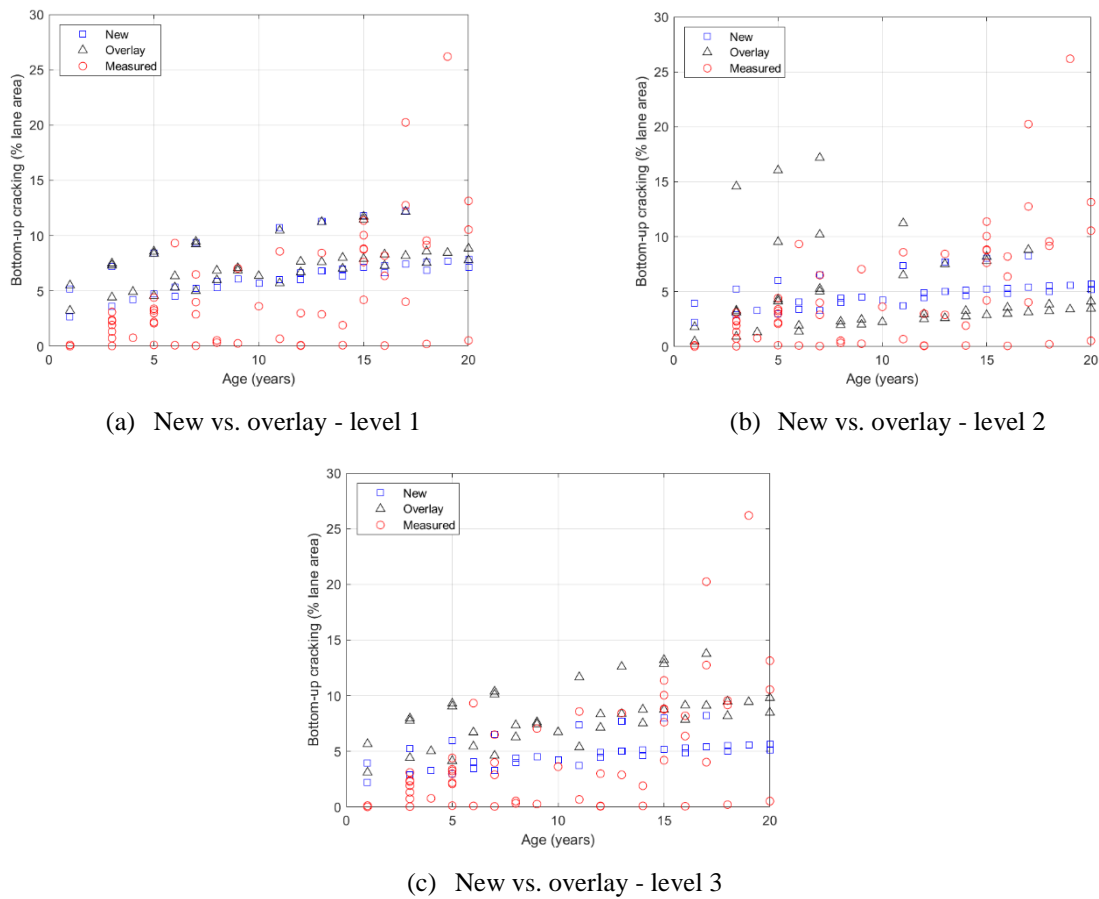 30
25
20
15
10
5
0
Bottom-up cracking (% lane area)
New
Overlay
Measured
0 5 10 15 20
Age (years)
(a) New vs. overlay - level 1
30
25
20
15
10
5
0
Bottom-up cracking (% lane area)
New
Overlay
Measured
0 5 10 15 20
Age (years)
(b) New vs. overlay - level 2
30
25
20
15
10
5
0
Bottom-up cracking (% lane area)
New
Overlay
Measured
0 5 10 15 20
Age (years)
(c) New vs. overlay - level 3